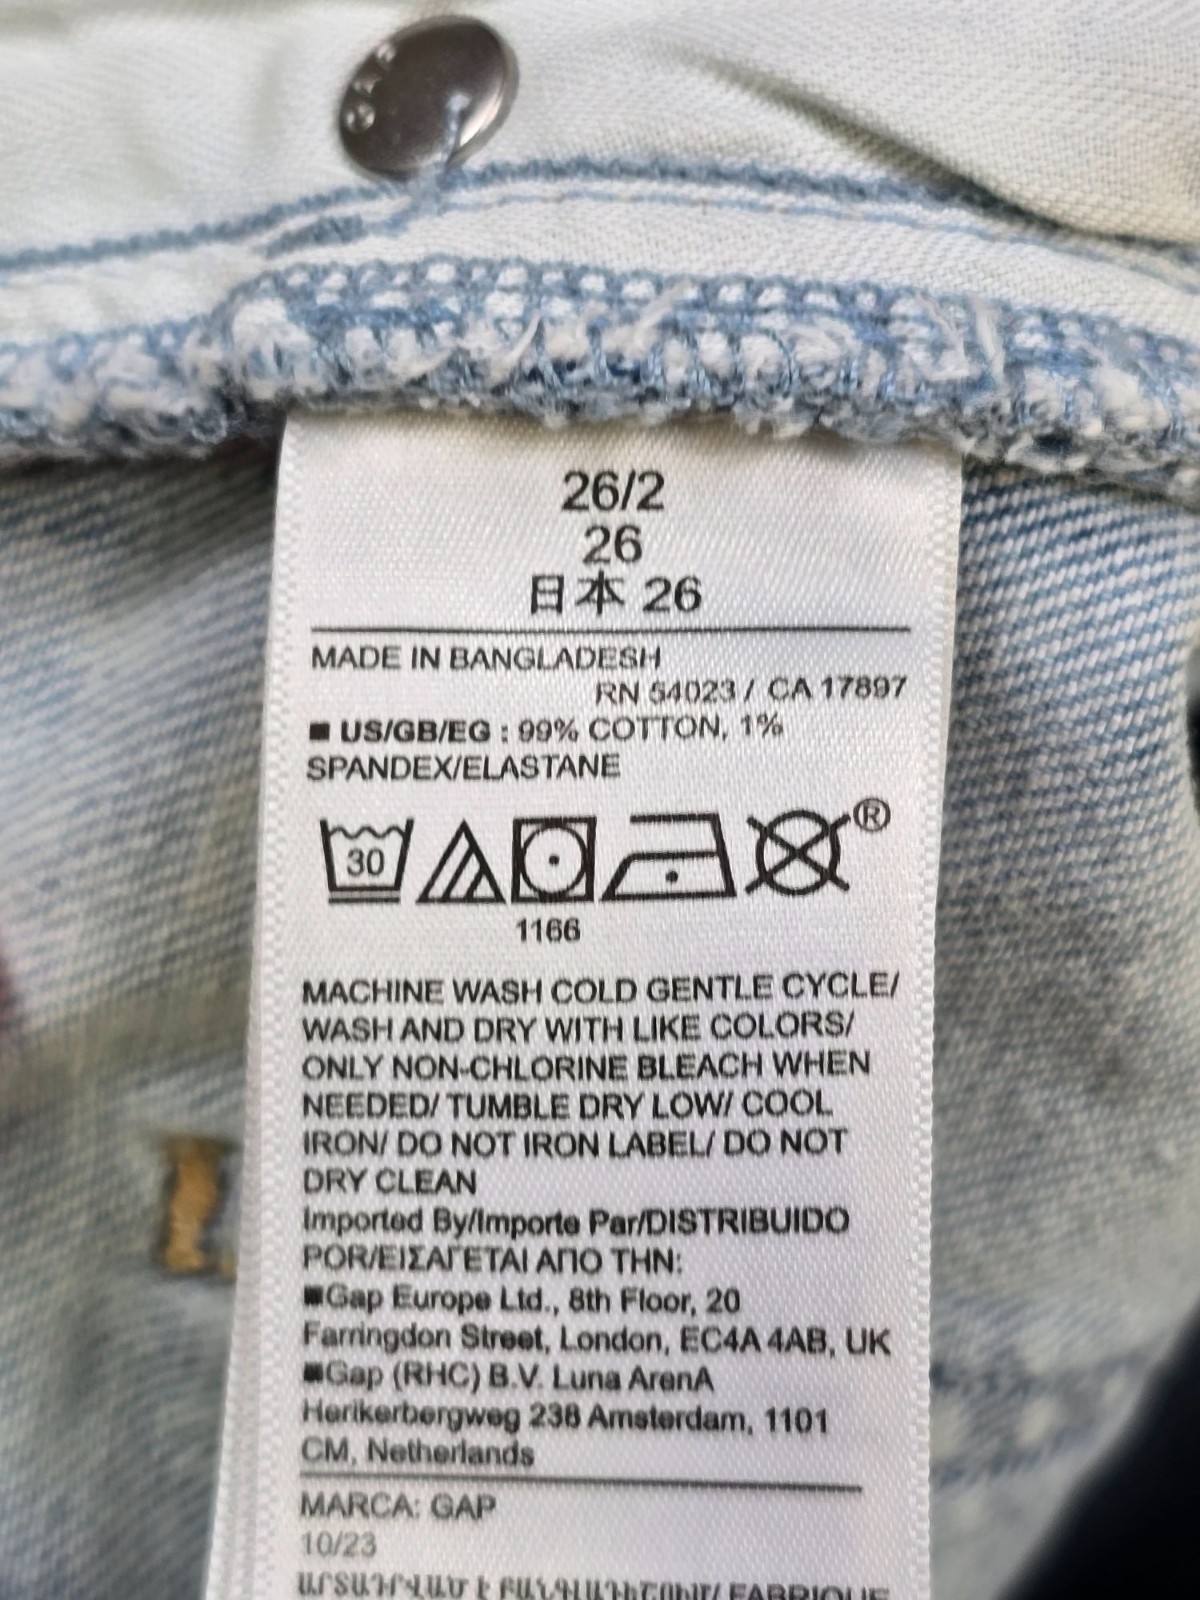 GAP
26/2
26
日本 26
MADE IN BANGLADESH
RN 54023 / CA 17897
■ US/GB/EG : 99% COTTON, 1%
SPANDEX/ELASTANE
30
®
1166
MACHINE WASH COLD GENTLE CYCLE/
WASH AND DRY WITH LIKE COLORS/
ONLY NON-CHLORINE BLEACH WHEN
NEEDED/ TUMBLE DRY LOW/ COOL
IRON/ DO NOT IRON LABEL/ DO NOT
DRY CLEAN
Imported By/Importe Par/DISTRIBUIDO
POR/ΕΙΣΑΓΕΤΑΙ ΑΠΟ ΤΗΝ:
■Gap Europe Ltd., 8th Floor, 20
Farringdon Street, London, EC4A 4AB, UK
■Gap (RHC) B.V. Luna ArenA
Herikerbergweg 238 Amsterdam, 1101
CM, Netherlands
MARCA: GAP
10/23
ԱՐՏԱԴՐՎԱԾ Է ԲԱՆԳԼԱԴԵՇՈՒՄ/ FABRIQUE